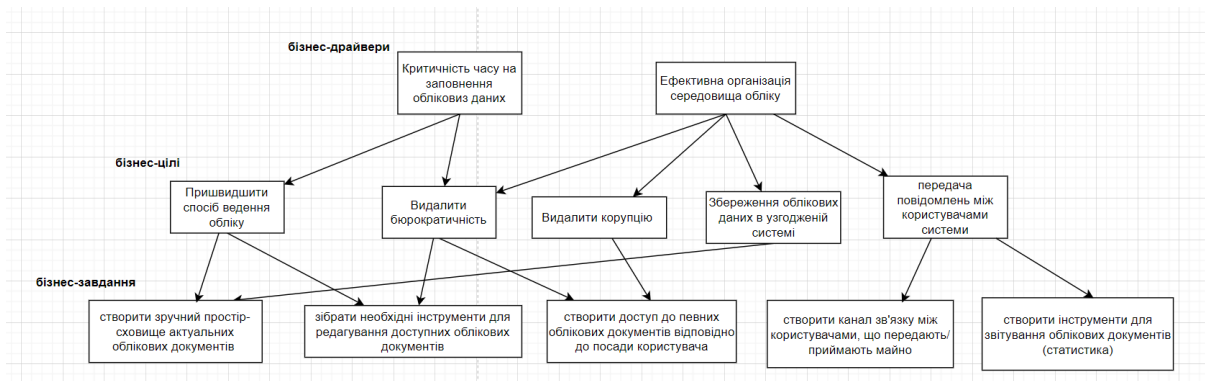 бізнес-драйвери
Критичність часу на
заповнення
обліковиз даних
Ефективна організація
середовища обліку
бізнес-цілі
Пришвидшити
спосіб ведення
обліку
Видалити
бюрократичність
Видалити корупцію
Збереження облікових
даних в узгодженій
системі
передача
повідомлень між
користувачами
системи
бізнес-завдання
створити зручний простір-
сховище актуальних
облікових документів
зібрати необхідні інструменти для
редагування доступних облікових
документів
створити доступ до певних
облікових документів відповідно
до посади користувача
створити канал зв'язку між
користувачами, що передають/
приймають майно
створити інструменти для
звітування облікових документів
(статистика)